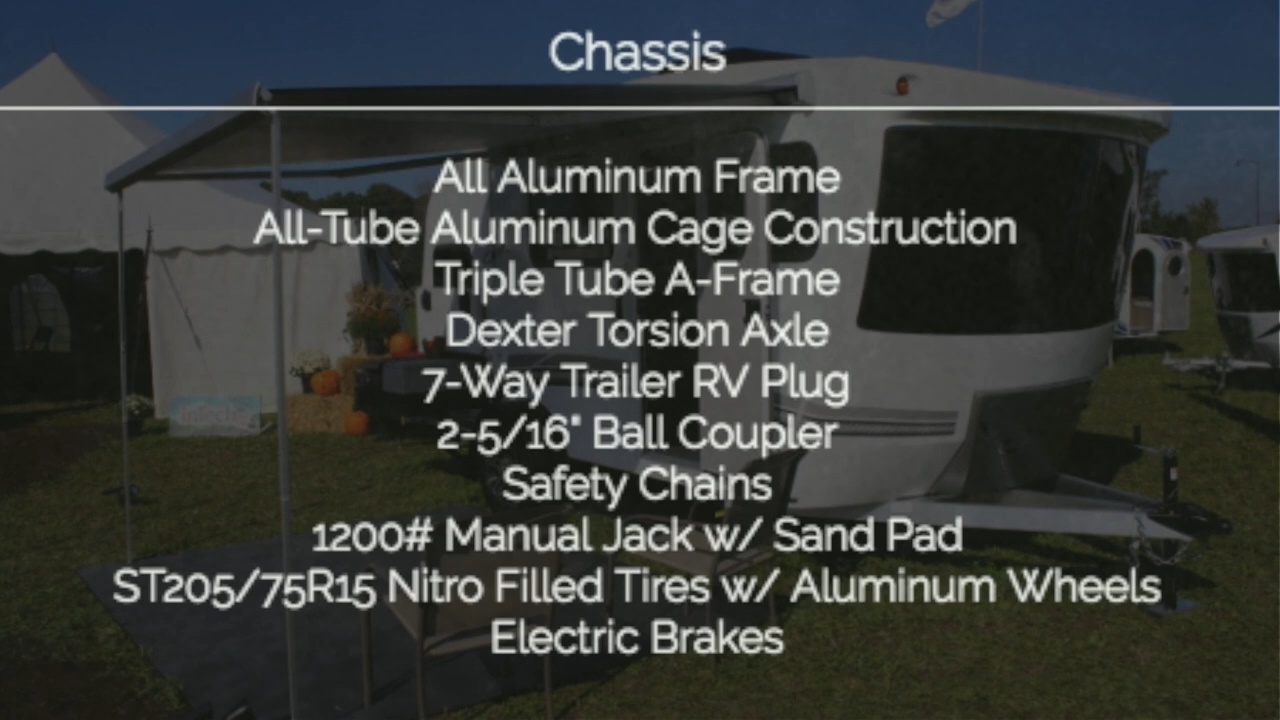 Chassis
All Aluminum Frame
All-Tube Aluminum Cage Construction
Triple Tube A-Frame
Dexter Torsion Axle
7-Way Trailer RV Plug
2-5/16" Ball Coupler
Safety Chains
1200# Manual Jack w/ Sand Pad
ST205/75R15 Nitro Filled Tires w/ Aluminum Wheels
Electric Brakes